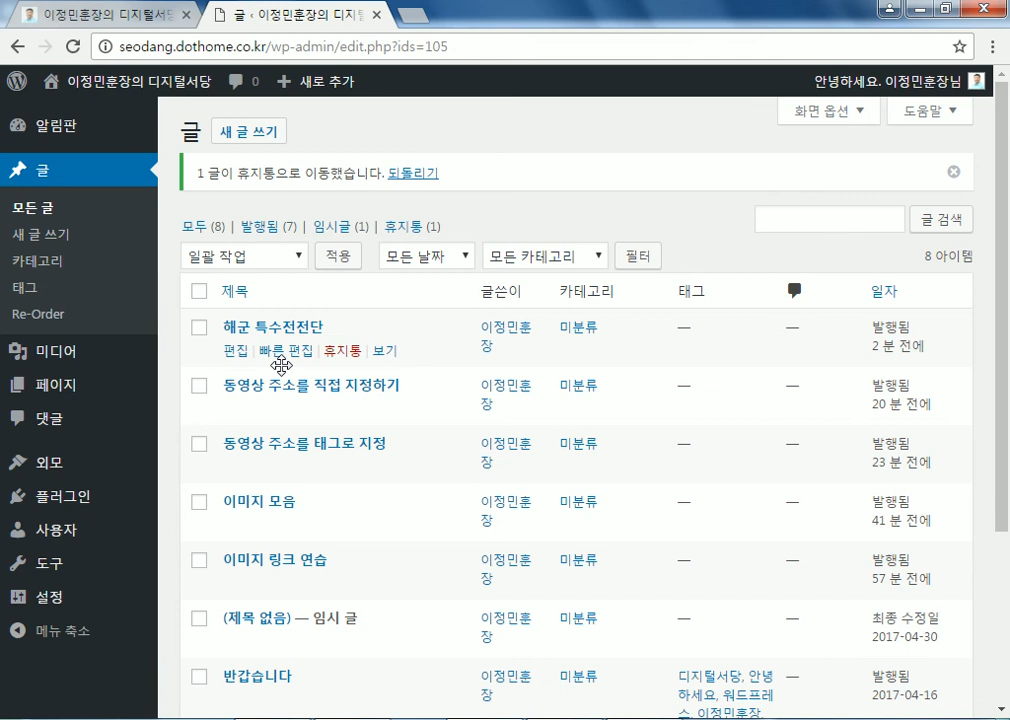 이정민훈장의 디지털서당
글 ‹ 이정민훈장의 디지털
seodang.dothome.co.kr/wp-admin/edit.php?ids=105
이정민훈장의 디지털서당 0 새로 추가 안녕하세요. 이정민훈장님
화면 옵션 ▼ 도움말 ▼
알림판
글
모든 글
새 글 쓰기
카테고리
태그
Re-Order
미디어
페이지
댓글
외모
플러그인
사용자
도구
설정
메뉴 축소
글 새 글 쓰기
1 글이 휴지통으로 이동했습니다. 되돌리기
모두 (8) | 발행됨 (7) | 임시글 (1) | 휴지통 (1)
글 검색
일괄 작업 적용 모든 날짜 모든 카테고리 필터 8 아이템
제목 글쓴이 카테고리 태그 일자
해군 특수전전단 이정민훈장 미분류 — — 발행됨
편집 | 빠른 편집 | 휴지통 | 보기 2 분 전에
동영상 주소를 직접 지정하기 이정민훈장 미분류 — — 발행됨
20 분 전에
동영상 주소를 태그로 지정 이정민훈장 미분류 — — 발행됨
23 분 전에
이미지 모음 이정민훈장 미분류 — — 발행됨
41 분 전에
이미지 링크 연습 이정민훈장 미분류 — — 발행됨
57 분 전에
(제목 없음) — 임시 글 이정민훈장 미분류 — — 최종 수정일
2017-04-30
반갑습니다 이정민훈장 미분류 디지털서당, 안녕 — 발행됨
하세요, 워드프레 2017-04-16
스, 이정민훈장,